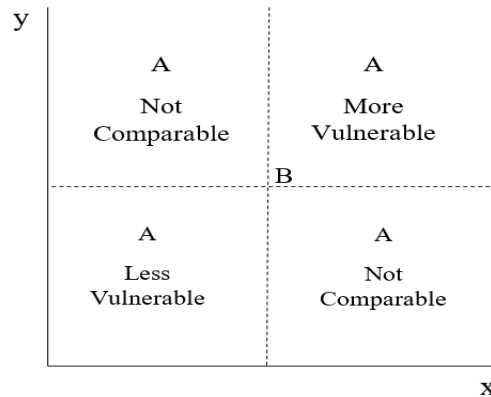 y
A
Not
Comparable
A
More
Vulnerable
B
A
Less
Vulnerable
A
Not
Comparable
x